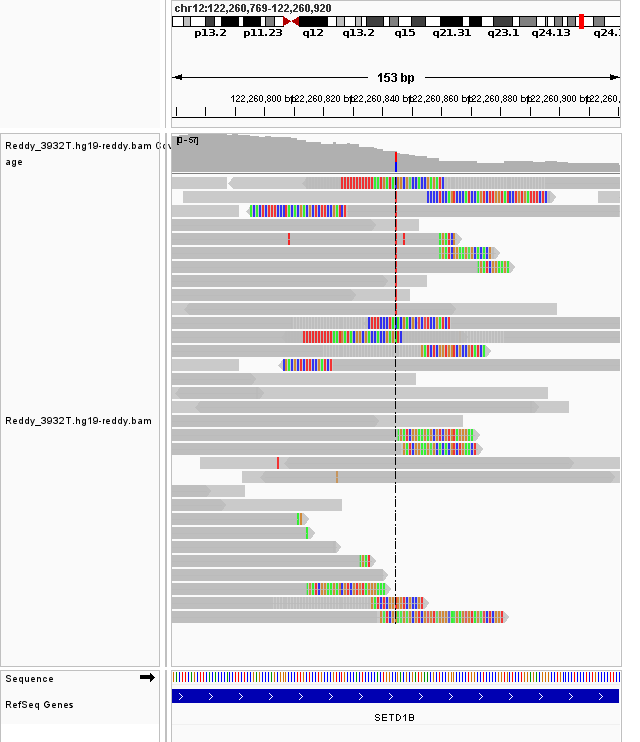 chr12:122,260,769-122,260,920
p13.2 p11.23 q12 q13.2 q15 q21.31 q23.1 q24.13 q24.
153 bp
122,260,800 bp 122,260,820 bp 122,260,840 bp 122,260,860 bp 122,260,880 bp 122,260,900 bp 122,260,
[0 - 57]
Reddy_3932T.hg19-reddy.bam Cov
age
Reddy_3932T.hg19-reddy.bam
Sequence
RefSeq Genes
SETD1B